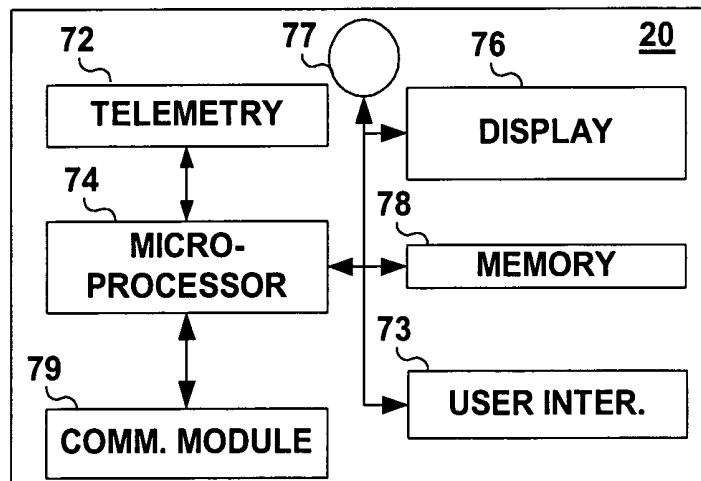 72
77
76
20
TELEMETRY
DISPLAY
74
MICRO-
PROCESSOR
78
MEMORY
79
COMM. MODULE
73
USER INTER.